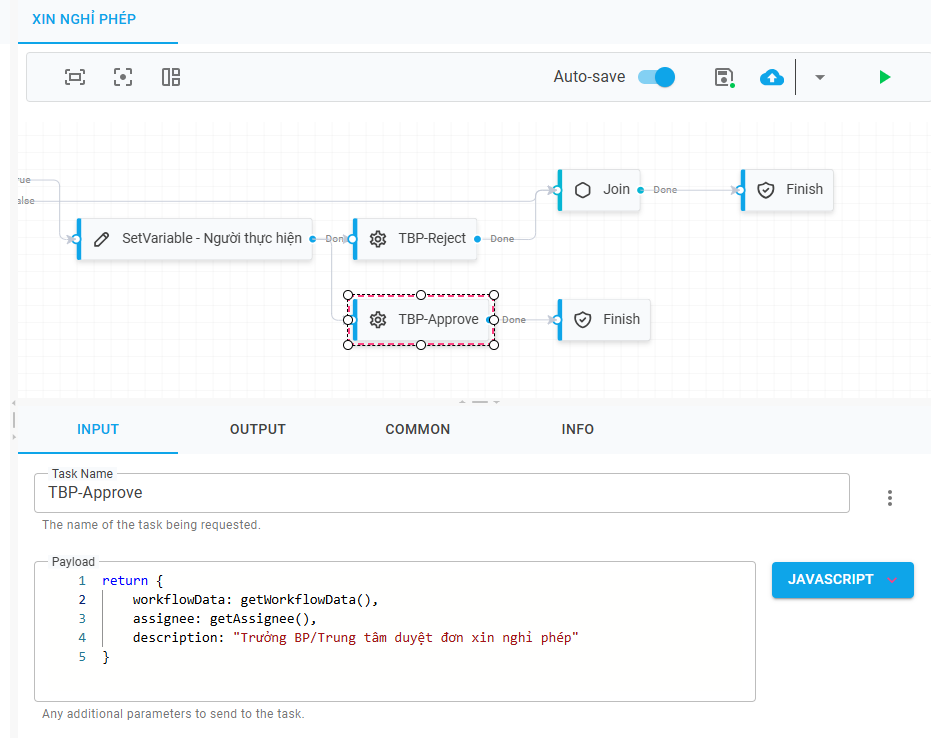 XIN NGHỈ PHÉP
Auto-save
rue
alse
Join
Done
Finish
SetVariable - Người thực hiện
Done
TBP-Reject
Done
TBP-Approve
Done
Finish
INPUT
OUTPUT
COMMON
INFO
Task Name
TBP-Approve
The name of the task being requested.
Payload
1 return {
2 workflowData: getWorkflowData(),
3 assignee: getAssignee(),
4 description: "Trưởng BP/Trung tâm duyệt đơn xin nghỉ phép"
5 }
JAVASCRIPT
Any additional parameters to send to the task.